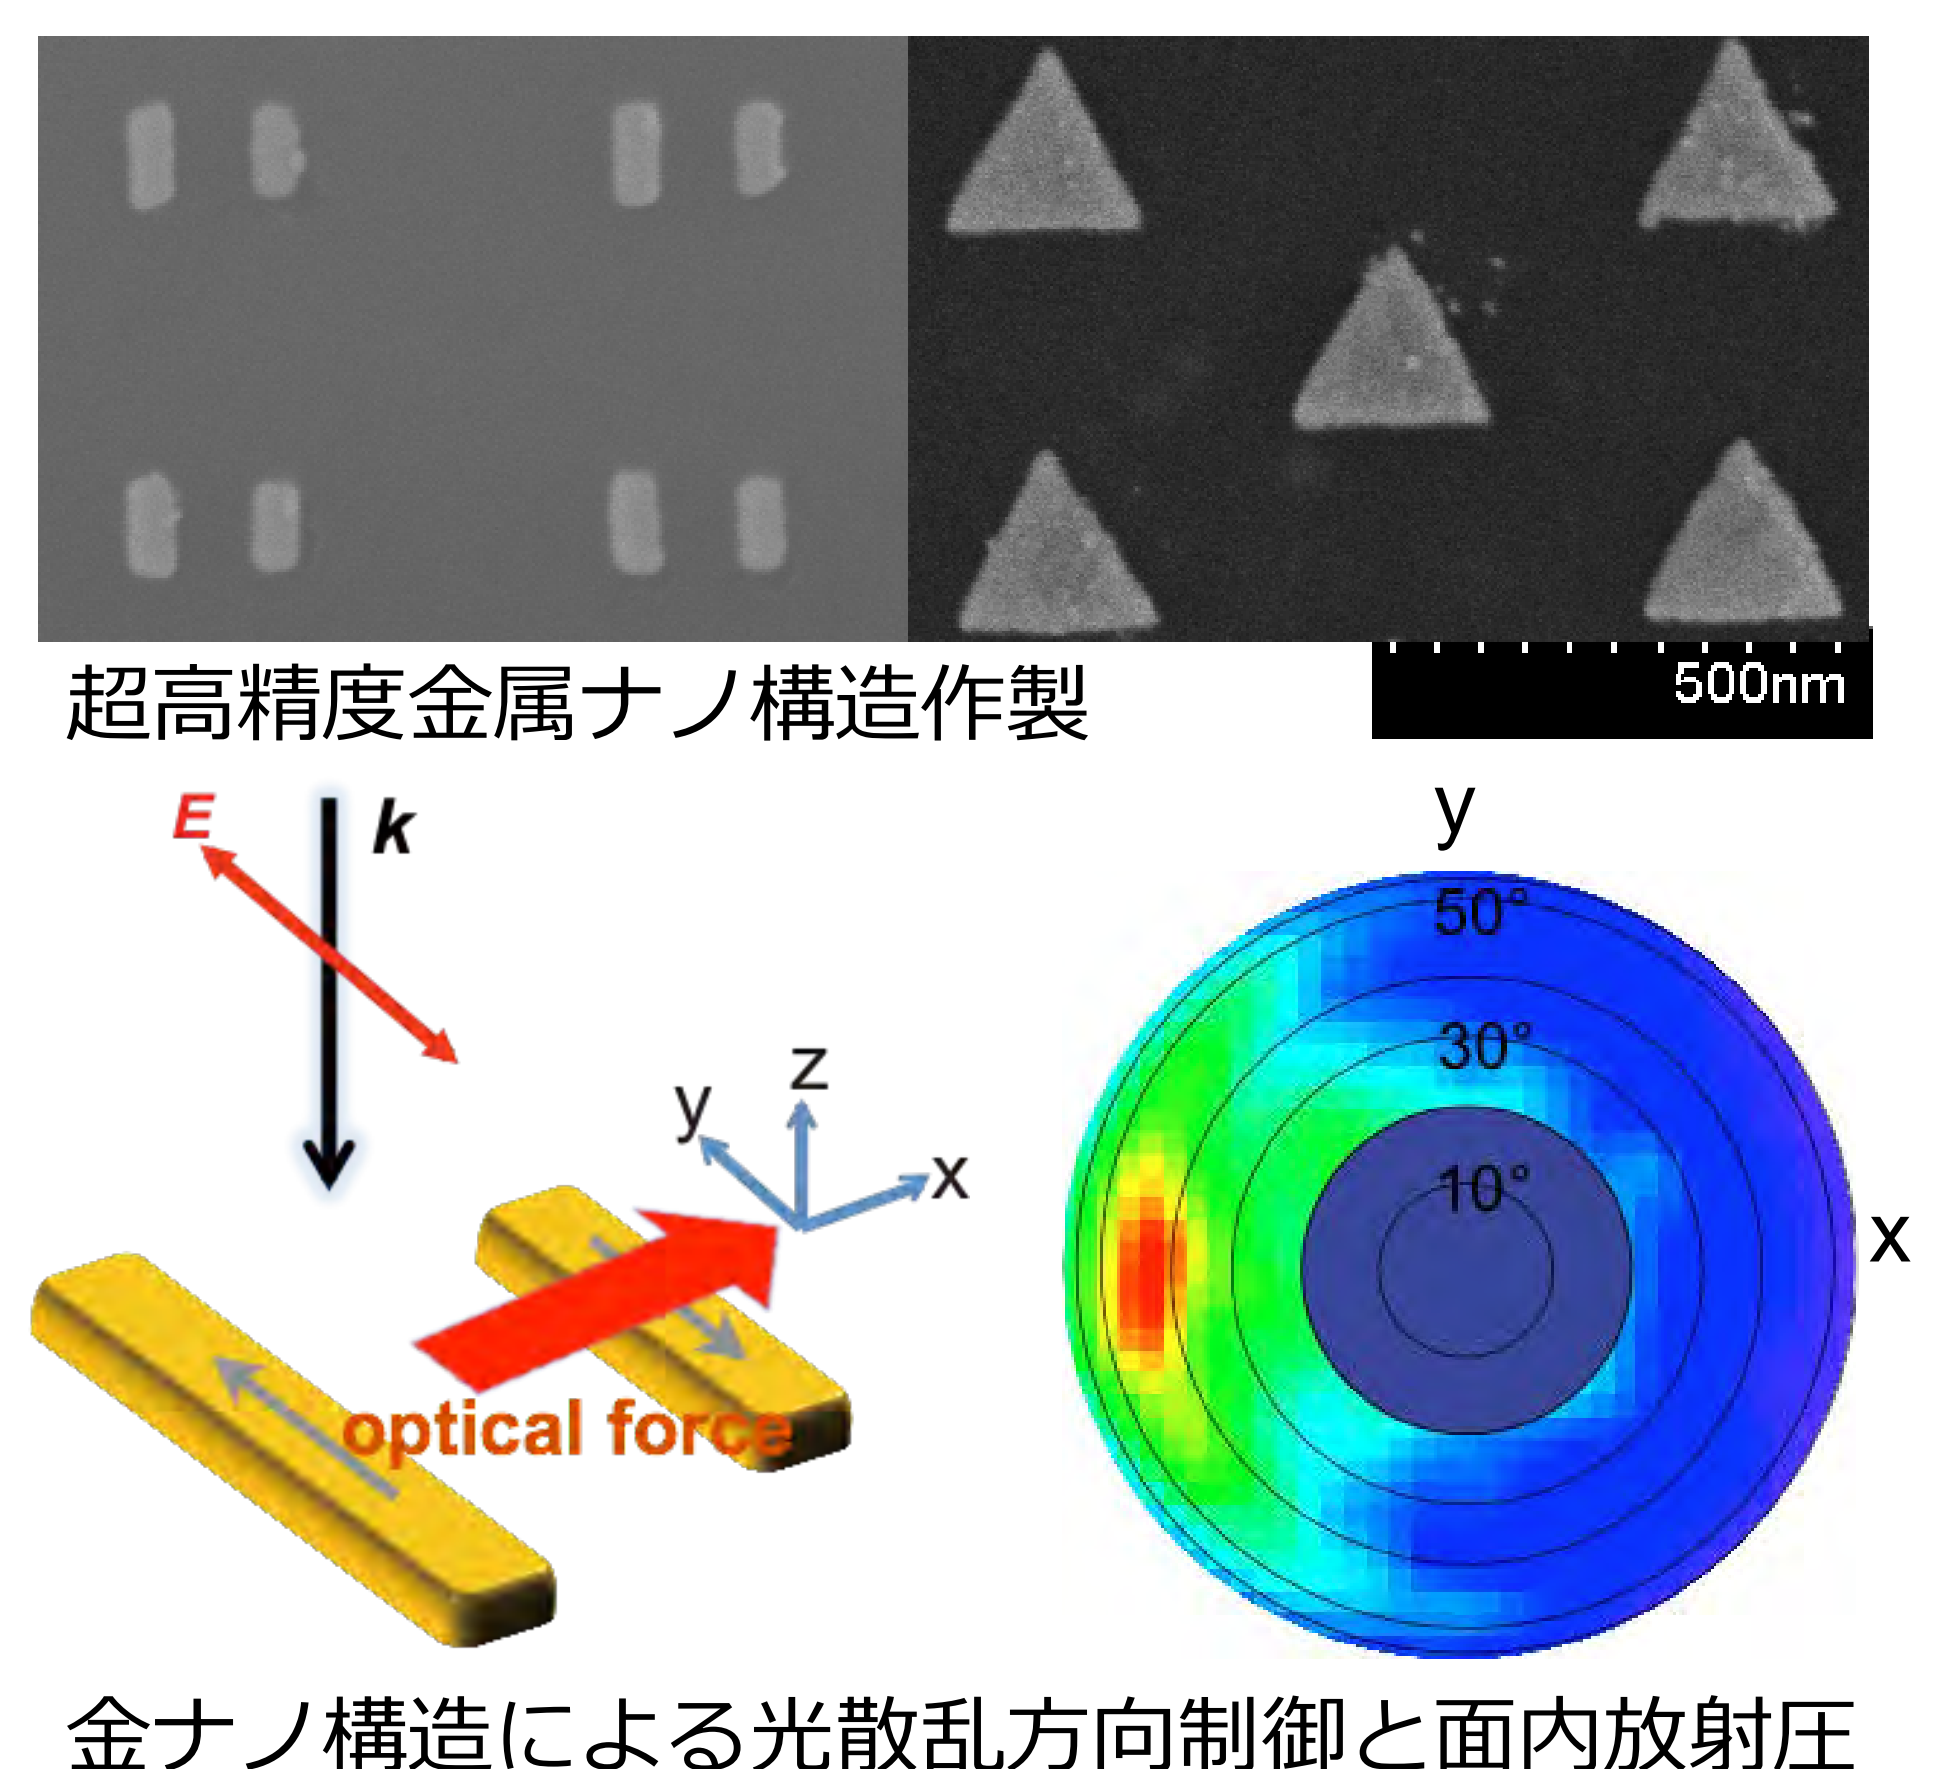 超高精度金属ナノ構造作製
500nm
E
k
z
y
x
optical force
y
50°
30°
10°
x
金ナノ構造による光散乱方向制御と面内放射圧